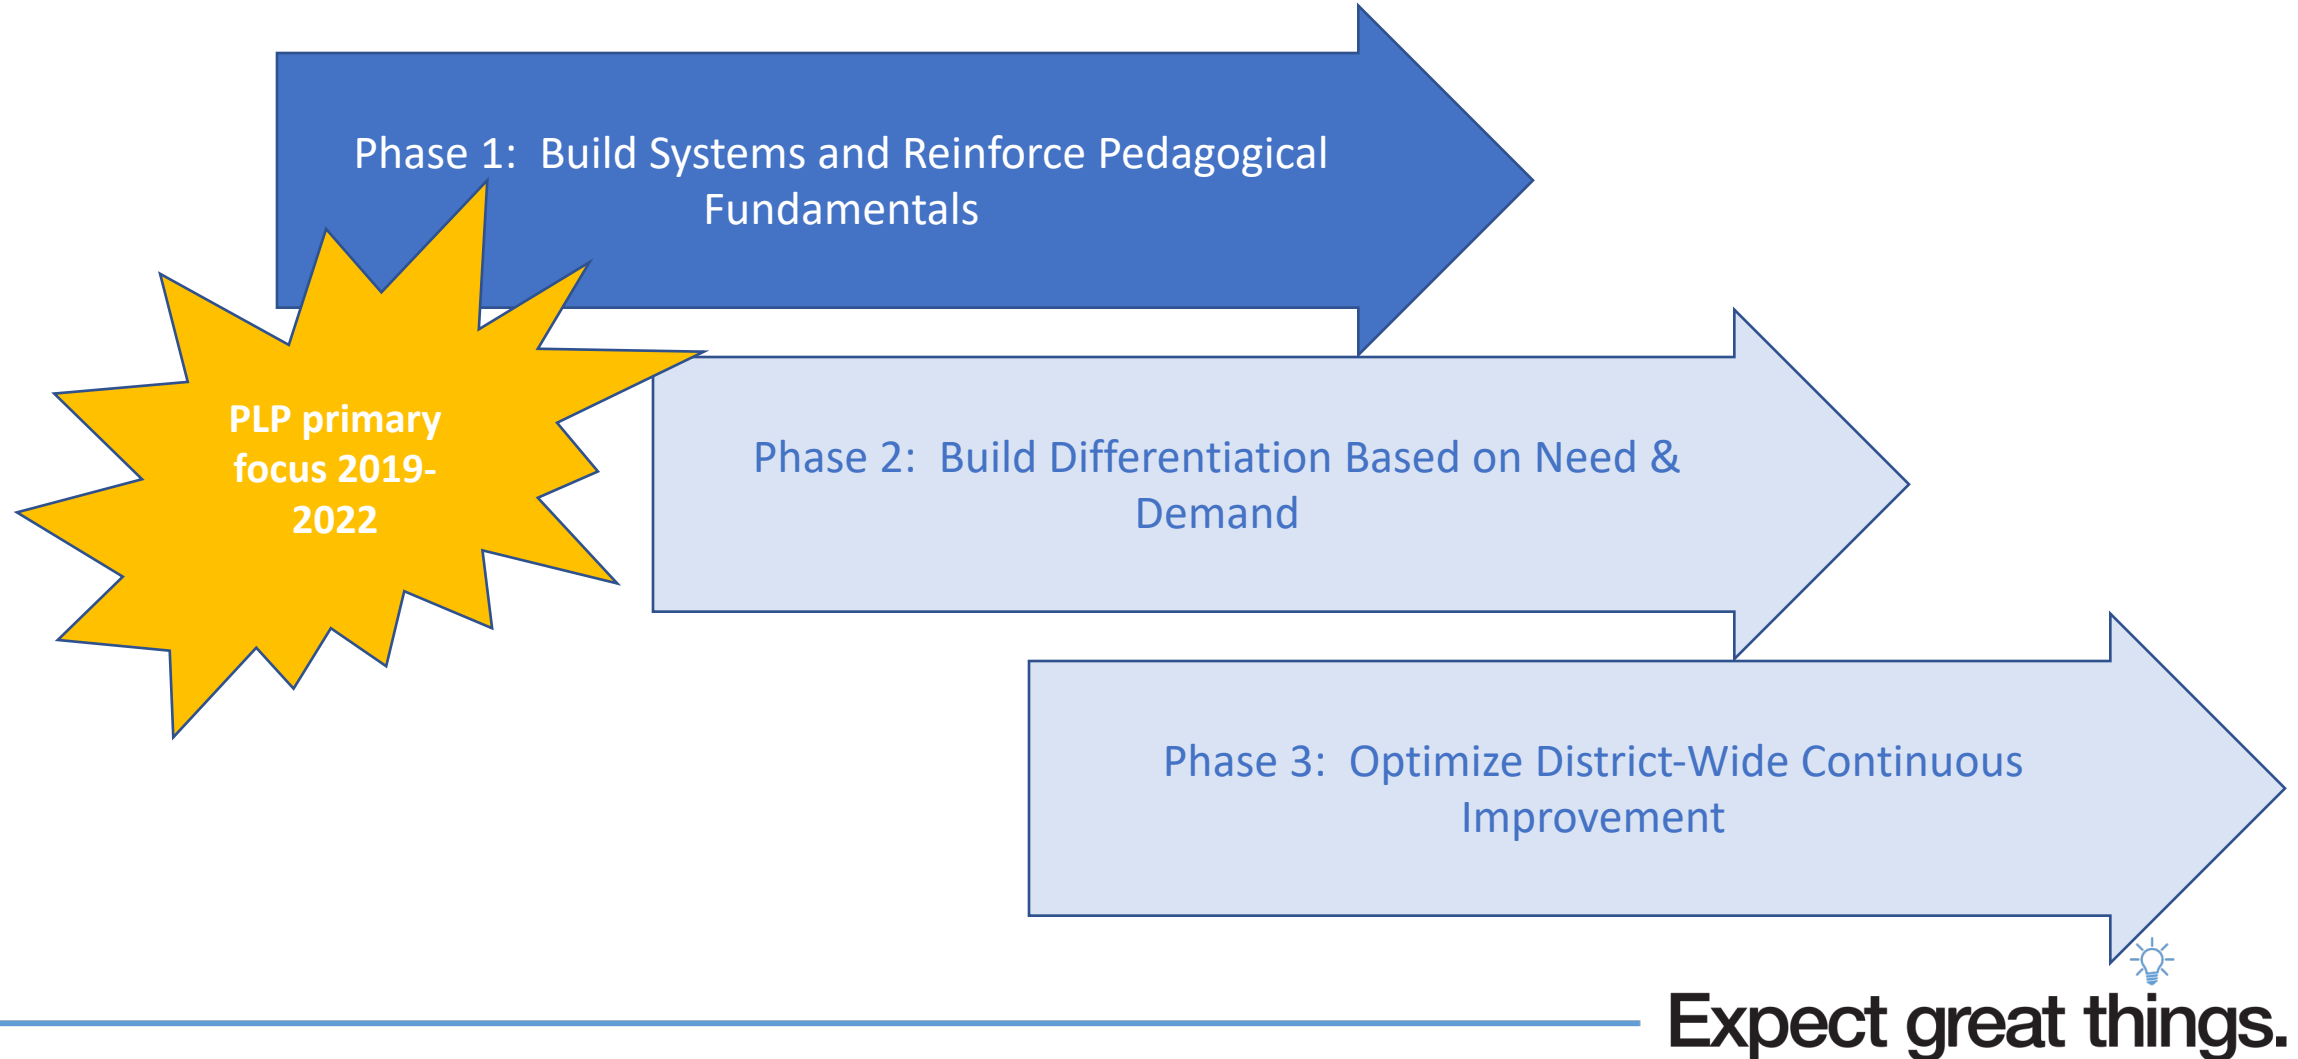 Phase 1:  Build Systems and Reinforce Pedagogical
Fundamentals
PLP primary
focus 2019-
2022
Phase 2:  Build Differentiation Based on Need &
Demand
Phase 3:  Optimize District-Wide Continuous
Improvement
Expect great things.